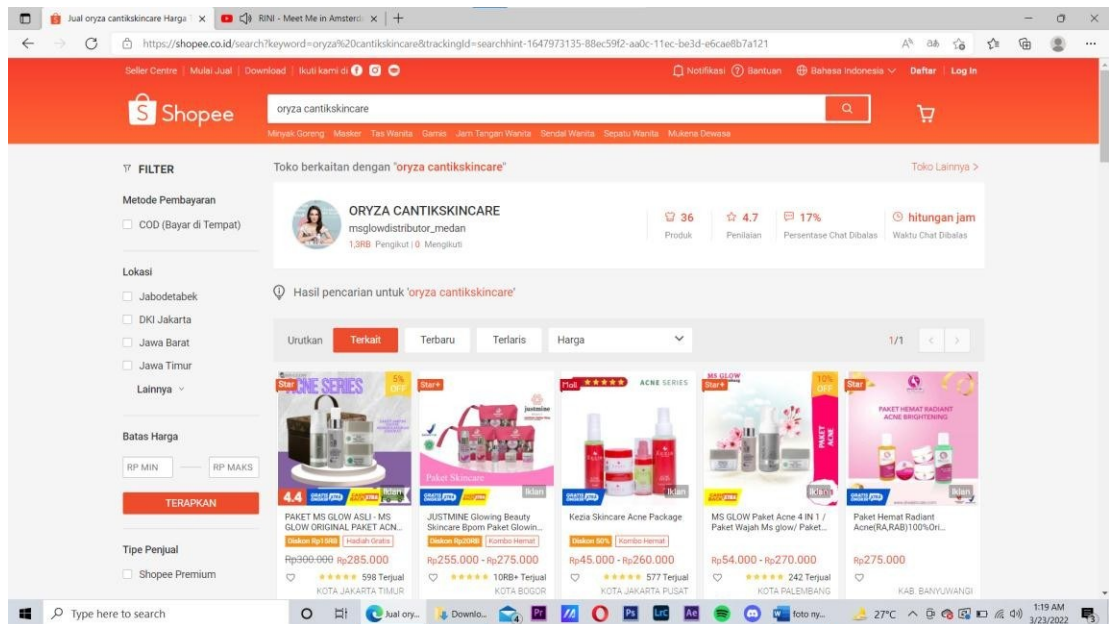 Jual oryza cantikskincare Harga
RINI - Meet Me in Amsterd
https://shopee.co.id/search?keyword=oryza%20cantikskincare&trackingId=searchhint-1647973135-88ec59f2-aa0c-11ec-be3d-e6cae8b7a121
Seller Centre | Mulai Jual | Download | Ikuti kami di
Notifikasi Bantuan Bahasa Indonesia Daftar | Log In
Shopee
oryza cantikskincare
Minyak Goreng Masker Tas Wanita Gamis Jam Tangan Wanita Sendal Wanita Sepatu Wanita Mukena Dewasa
FILTER
Metode Pembayaran
COD (Bayar di Tempat)
Lokasi
Jabodetabek
DKI Jakarta
Jawa Barat
Jawa Timur
Lainnya
Batas Harga
RP MIN
RP MAKS
TERAPKAN
Tipe Penjual
Shopee Premium
Toko berkaitan dengan "oryza cantikskincare"
Toko Lainnya >
ORYZA CANTIKSKINCARE
msglowdistributor_medan
1,3RB Pengikut | 0 Mengikuti
36
Produk
4.7
Penilaian
17%
Persentase Chat Dibalas
hitungan jam
Waktu Chat Dibalas
Hasil pencarian untuk 'oryza cantikskincare'
Urutkan
Terkait
Terbaru
Terlaris
Harga
1/1
Star
ACNE SERIES
5%
OFF
4.4
Iklan
PAKET MS GLOW ASLI - MS
GLOW ORIGINAL PAKET ACN...
Diskon Rp15RB
Hadiah Gratis
Rp300.000 Rp285.000
598 Terjual
KOTA JAKARTA TIMUR
Star+
justmine
Paket Skincare
Iklan
JUSTMINE Glowing Beauty
Skincare Bpom Paket Glowin...
Diskon Rp20RB
Kombo Hemat
Rp255.000 - Rp275.000
10RB+ Terjual
KOTA BOGOR
Mall
ACNE SERIES
Iklan
Kezia Skincare Acne Package
Diskon 50%
Kombo Hemat
Rp45.000 - Rp260.000
577 Terjual
KOTA JAKARTA PUSAT
MS GLOW
Star+
10%
OFF
PAKET
ACNE
Iklan
MS GLOW Paket Acne 4 IN 1 /
Paket Wajah Ms glow/ Paket...
Rp54.000 - Rp270.000
242 Terjual
KOTA PALEMBANG
Star
PAKET HEMAT RADIANT
ACNE BRIGHTENING
Iklan
Paket Hemat Radiant
Acne(RA,RAB)100%Ori...
Rp275.000
KAB. BANYUWANGI
Type here to search
Jual ory...
Downlo...
foto ny...
27°C
1:19 AM
3/23/2022